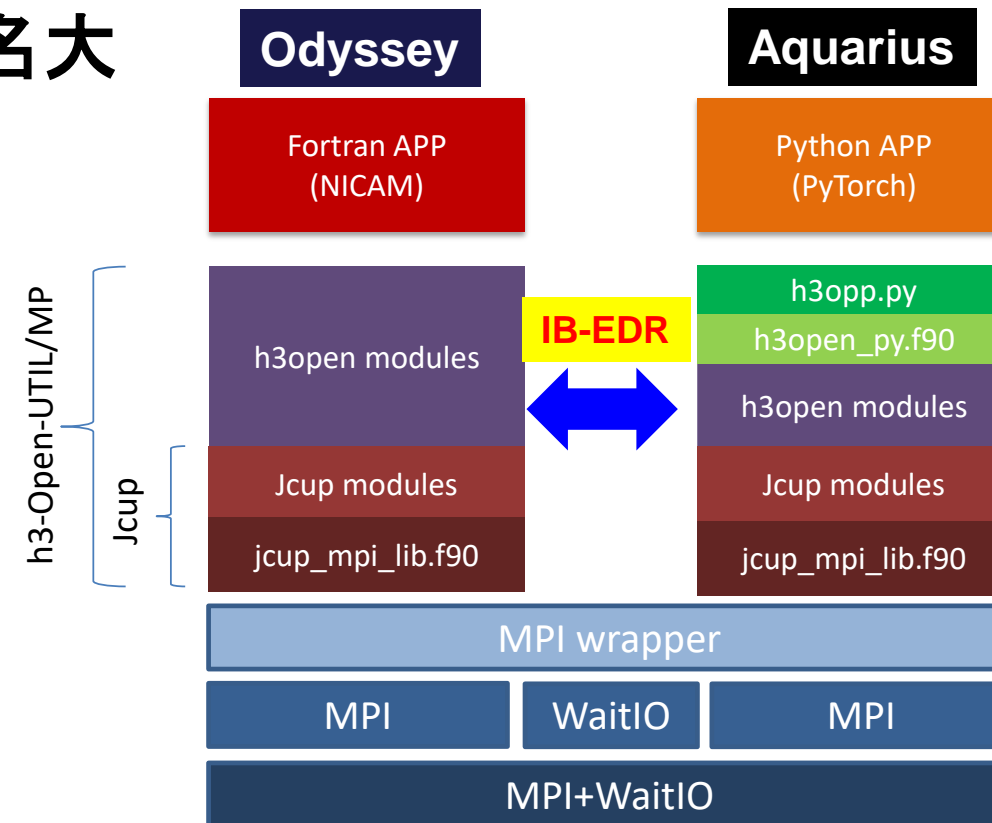 名大
Odyssey
Aquarius
Fortran APP
(NICAM)
Python APP
(PyTorch)
h3-Open-UTIL/MP
Jcup
h3open modules
Jcup modules
jcup_mpi_lib.f90
IB-EDR
h3opp.py
h3open_py.f90
h3open modules
Jcup modules
jcup_mpi_lib.f90
MPI wrapper
MPI
WaitIO
MPI
MPI+WaitIO